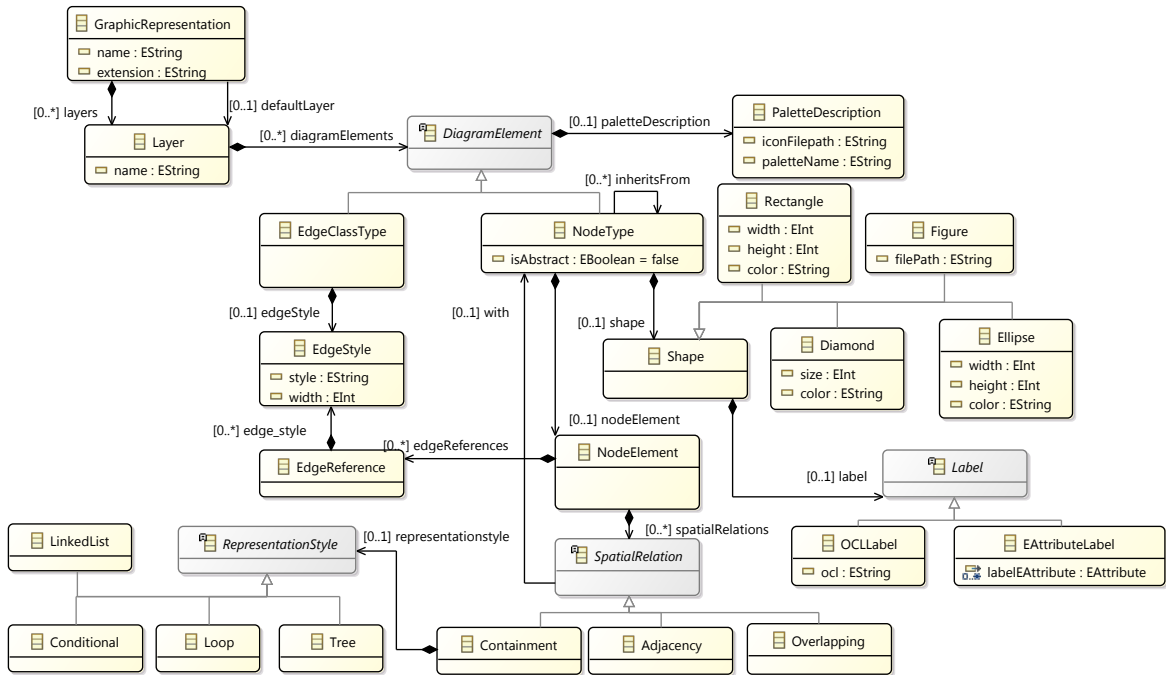 GraphicRepresentation
name : EString
extension : EString
[0..*] layers
[0..1] defaultLayer
Layer
name : EString
[0..*] diagramElements
DiagramElement
[0..1] paletteDescription
PaletteDescription
iconFilepath : EString
paletteName : EString
[0..*] inheritsFrom
EdgeClassType
NodeType
isAbstract : EBoolean = false
Rectangle
width : EInt
height : EInt
color : EString
Figure
filePath : EString
[0..1] edgeStyle
[0..1] with
[0..1] shape
EdgeStyle
style : EString
width : EInt
Shape
Diamond
size : EInt
color : EString
Ellipse
width : EInt
height : EInt
color : EString
[0..*] edge_style
[0..*] edgeReferences
[0..1] nodeElement
EdgeReference
NodeElement
[0..1] label
Label
LinkedList
RepresentationStyle
[0..1] representationstyle
[0..*] spatialRelations
SpatialRelation
OCLLabel
ocl : EString
EAttributeLabel
labelEAttribute : EAttribute
Conditional
Loop
Tree
Containment
Adjacency
Overlapping